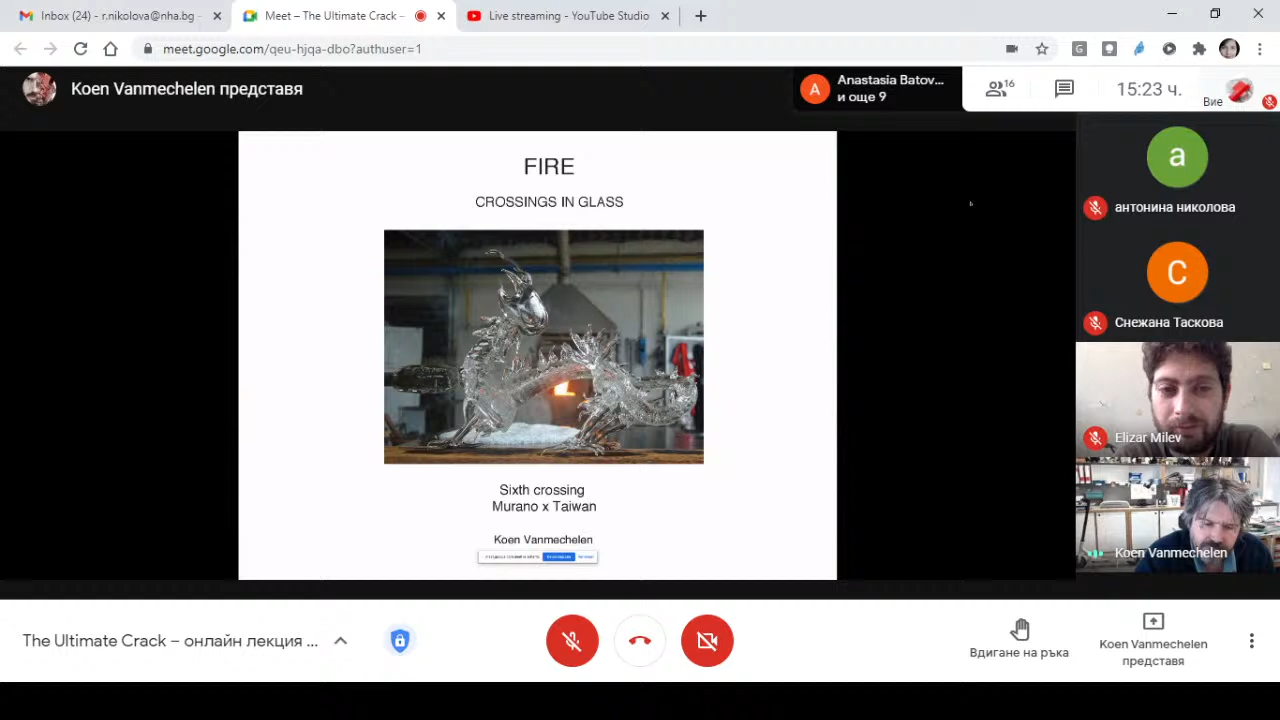 Inbox (24) - r.nikolova@nha.bg -
Meet – The Ultimate Crack –
Live streaming - YouTube Studio
meet.google.com/qeu-hjqa-dbo?authuser=1
Koen Vanmechelen представя
A
Anastasia Batov...
и още 9
16
15:23 ч.
Вие
FIRE
CROSSINGS IN GLASS
Sixth crossing
Murano x Taiwan
Koen Vanmechelen
a
антонина николова
С
Снежана Таскова
Elizar Milev
Koen Vanmechelen
The Ultimate Crack – онлайн лекция ...
Вдигане на ръка
Koen Vanmechelen
представя